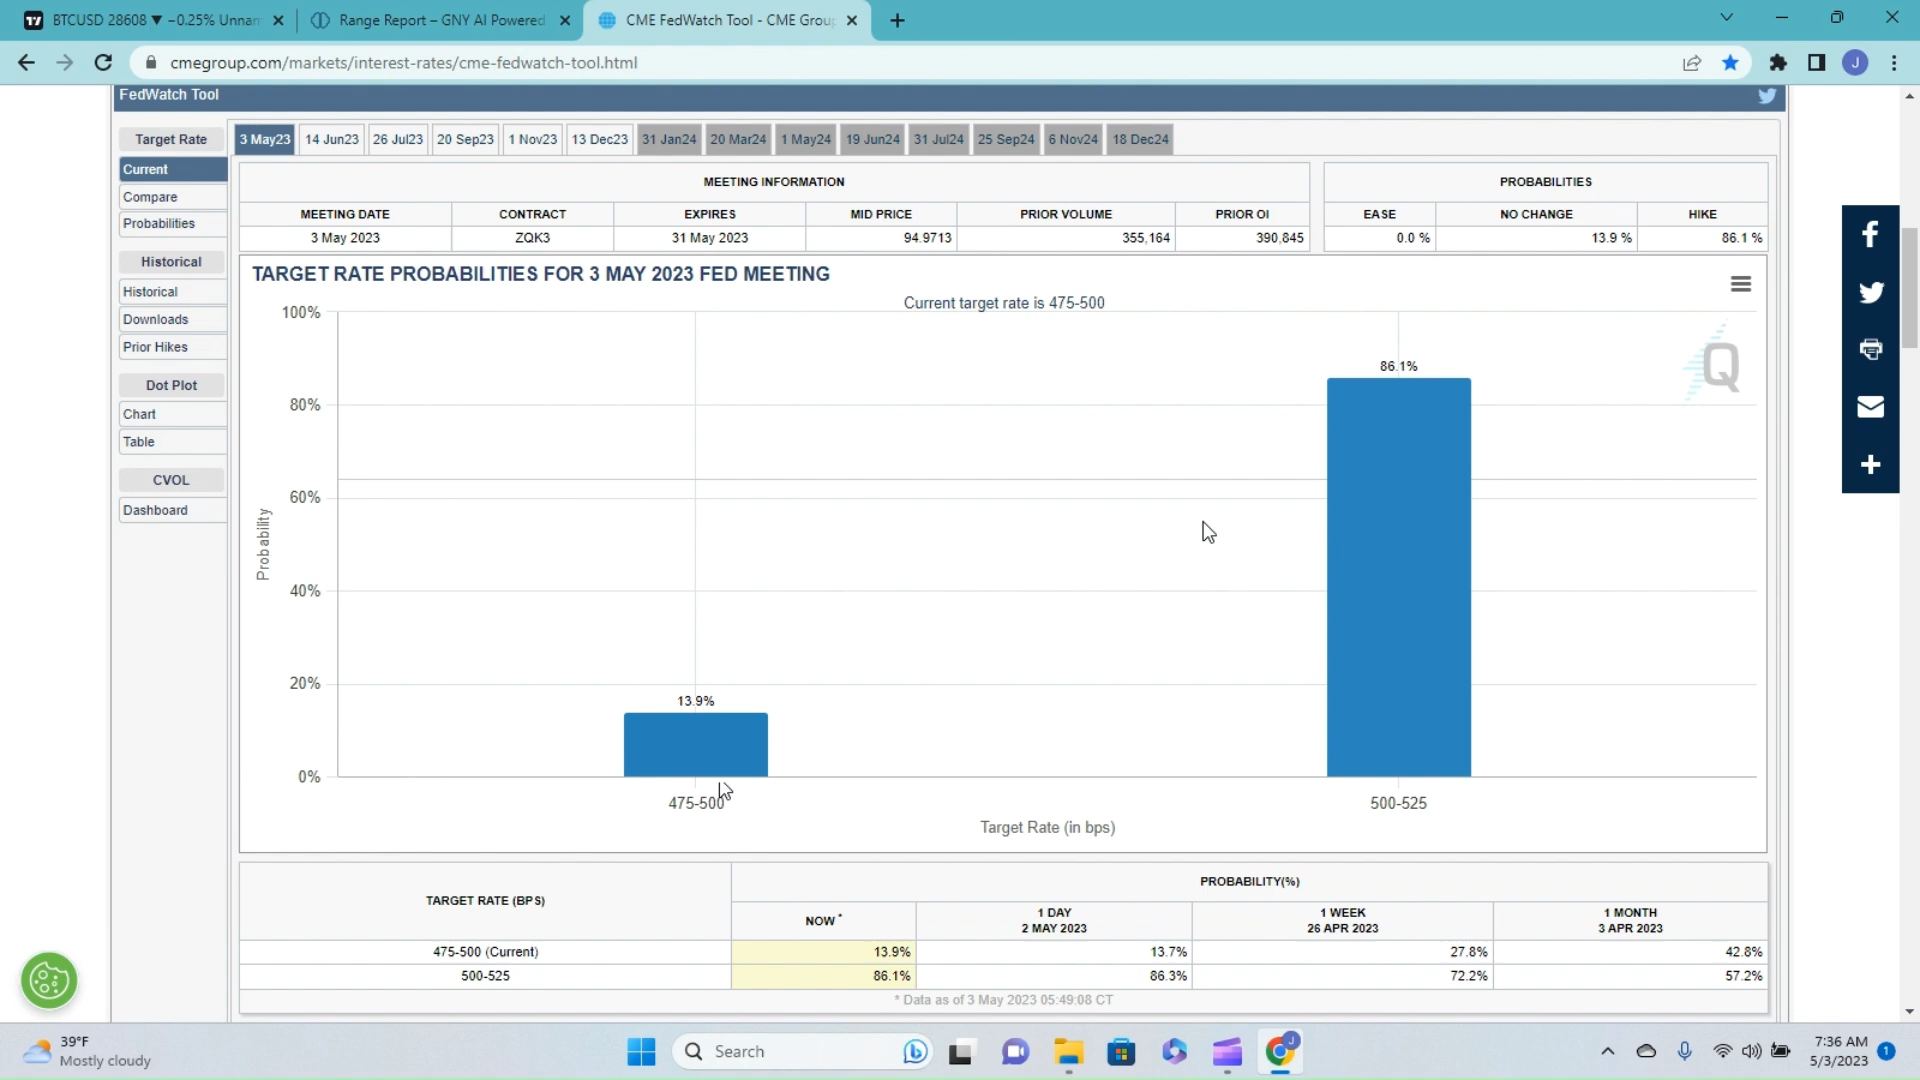 BTCUSD 28608 ▼ −0.25% Unnam
Range Report – GNY AI Powered
CME FedWatch Tool - CME Group
cmegroup.com/markets/interest-rates/cme-fedwatch-tool.html
J
FedWatch Tool
Target Rate
Current
Compare
Probabilities
Historical
Historical
Downloads
Prior Hikes
Dot Plot
Chart
Table
CVOL
Dashboard
3 May23 14 Jun23 26 Jul23 20 Sep23 1 Nov23 13 Dec23 31 Jan24 20 Mar24 1 May24 19 Jun24 31 Jul24 25 Sep24 6 Nov24 18 Dec24
MEETING INFORMATION
MEETING DATE CONTRACT EXPIRES MID PRICE PRIOR VOLUME PRIOR OI
3 May 2023 ZQK3 31 May 2023 94.9713 355,164 390,845
PROBABILITIES
EASE NO CHANGE HIKE
0.0 % 13.9 % 86.1 %
TARGET RATE PROBABILITIES FOR 3 MAY 2023 FED MEETING
Current target rate is 475-500
100%
80%
60%
40%
20%
0%
Probability
Q
13.9%
86.1%
475-500
500-525
Target Rate (in bps)
TARGET RATE (BPS)
PROBABILITY(%)
NOW *
1 DAY
2 MAY 2023
1 WEEK
26 APR 2023
1 MONTH
3 APR 2023
475-500 (Current) 13.9% 13.7% 27.8% 42.8%
500-525 86.1% 86.3% 72.2% 57.2%
* Data as of 3 May 2023 05:49:08 CT
39°F
Mostly cloudy
Search
J
7:36 AM
5/3/2023
1